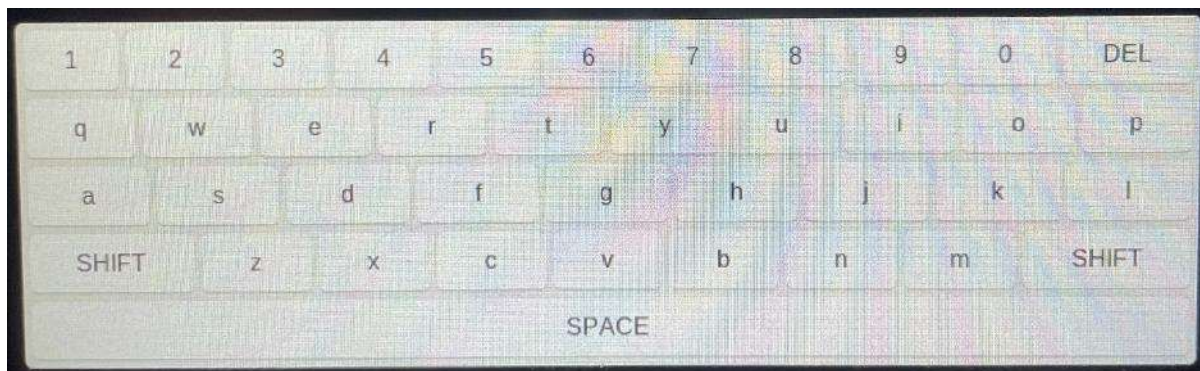 1 2 3 4 5 6 7 8 9 0 DEL
q w e r t y u i o p
a s d f g h j k l
SHIFT z x c v b n m SHIFT
SPACE